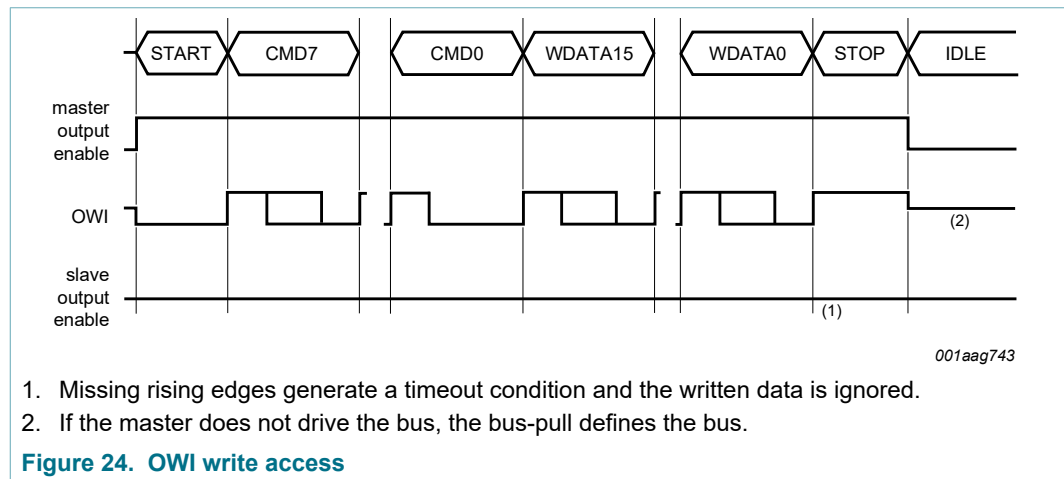 START CMD7 CMD0 WDATA15 WDATA0 STOP IDLE
master
output
enable
OWI
(2)
slave
output
enable
(1)
001aag743
1. Missing rising edges generate a timeout condition and the written data is ignored.
2. If the master does not drive the bus, the bus-pull defines the bus.
Figure 24. OWI write access